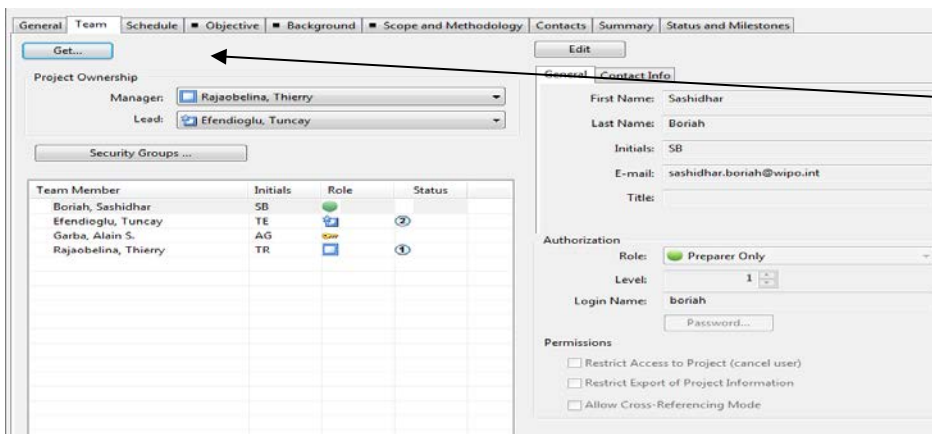 General Team Schedule Objective Background Scope and Methodology Contacts Summary Status and Milestones
Get...
Project Ownership
Manager: Rajaobelina, Thierry
Lead: Efendioglu, Tuncay
Security Groups ...
Team Member Initials Role Status
Boriah, Sashidhar SB
Efendioglu, Tuncay TE 2
Garba, Alain S. AG
Rajaobelina, Thierry TR 1
Edit
General Contact Info
First Name: Sashidhar
Last Name: Boriah
Initials: SB
E-mail: sashidhar.boriah@wipo.int
Title:
Authorization
Role: Preparer Only
Level: 1
Login Name: boriah
Password...
Permissions
Restrict Access to Project (cancel user)
Restrict Export of Project Information
Allow Cross-Referencing Mode